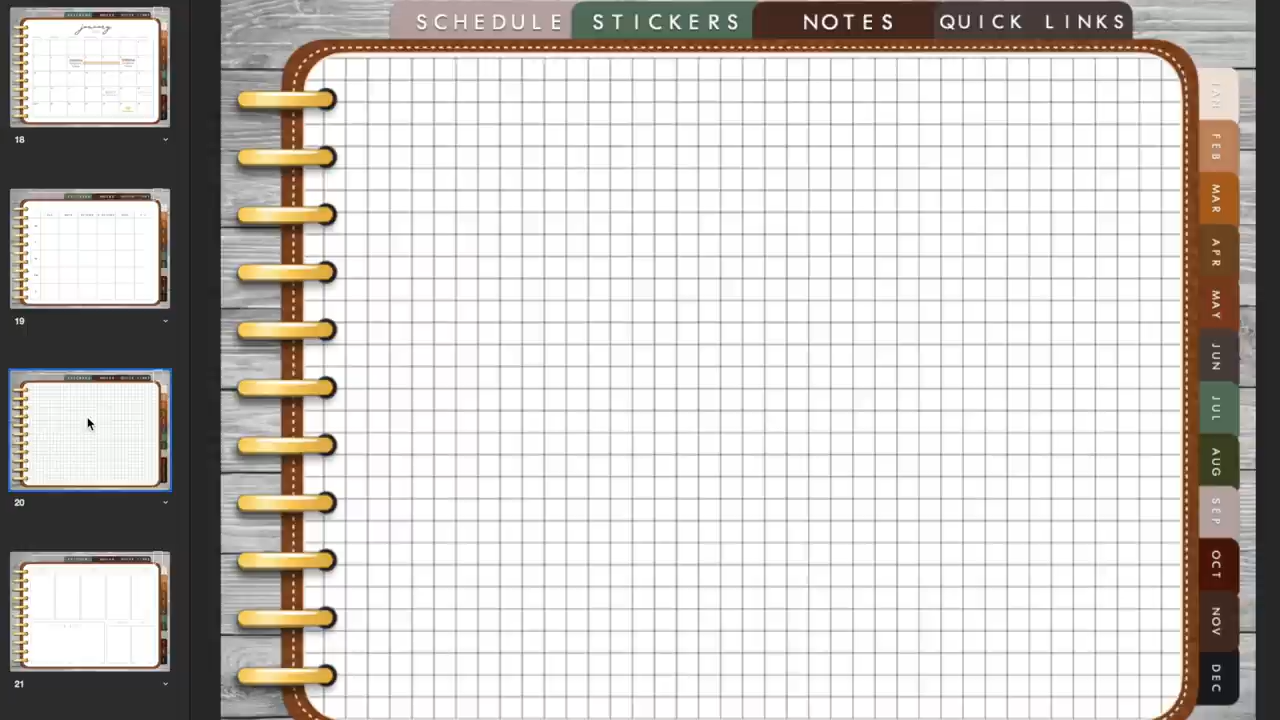 SCHEDULE STICKERS NOTES QUICK LINKS
JAN
FEB
MAR
APR
MAY
JUN
JUL
AUG
SEP
OCT
NOV
DEC
january
18
19
20
21